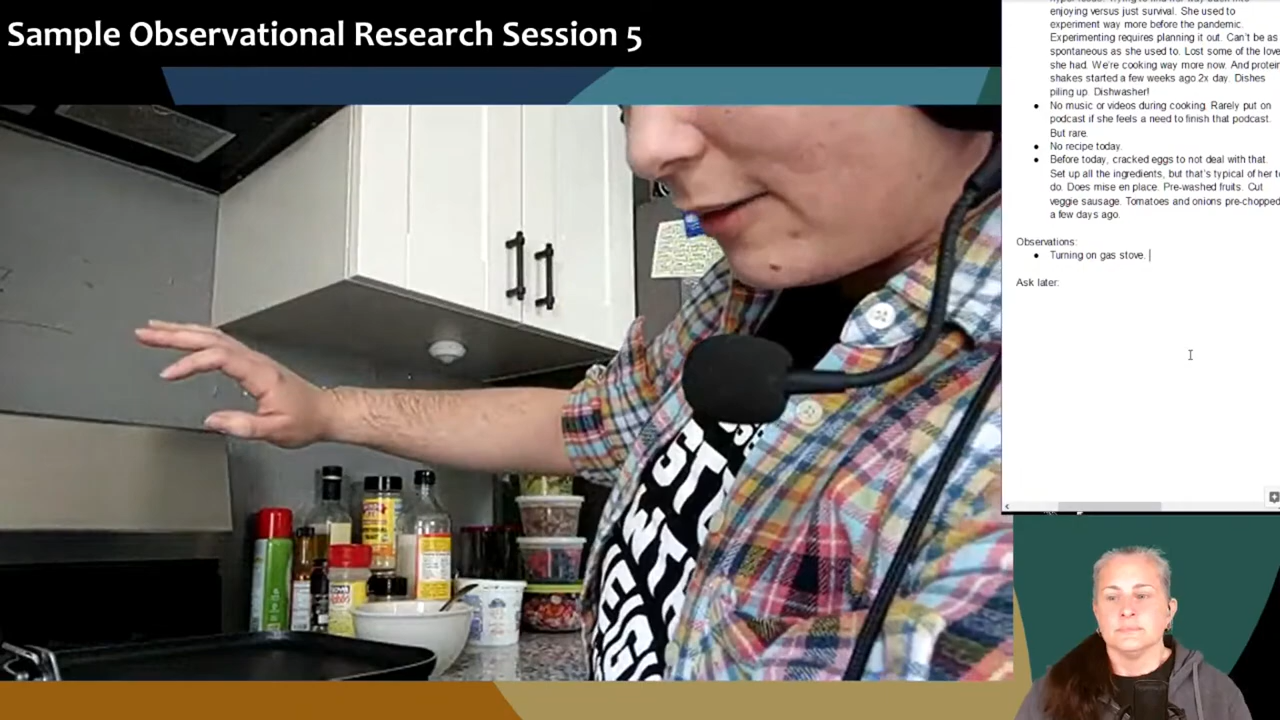 Sample Observational Research Session 5
enjoying versus just survival. She used to
experiment way more before the pandemic.
Experimenting requires planning it out. Can't be as
spontaneous as she used to. Lost some of the love
she had. We're cooking way more now. And protein
shakes started a few weeks ago 2x day. Dishes
piling up. Dishwasher!
● No music or videos during cooking. Rarely put on
podcast if she feels a need to finish that podcast.
But rare.
● No recipe today.
● Before today, cracked eggs to not deal with that.
Set up all the ingredients, but that's typical of her to
do. Does mise en place. Pre-washed fruits. Cut
veggie sausage. Tomatoes and onions pre-chopped
a few days ago.
Observations:
● Turning on gas stove.
Ask later: